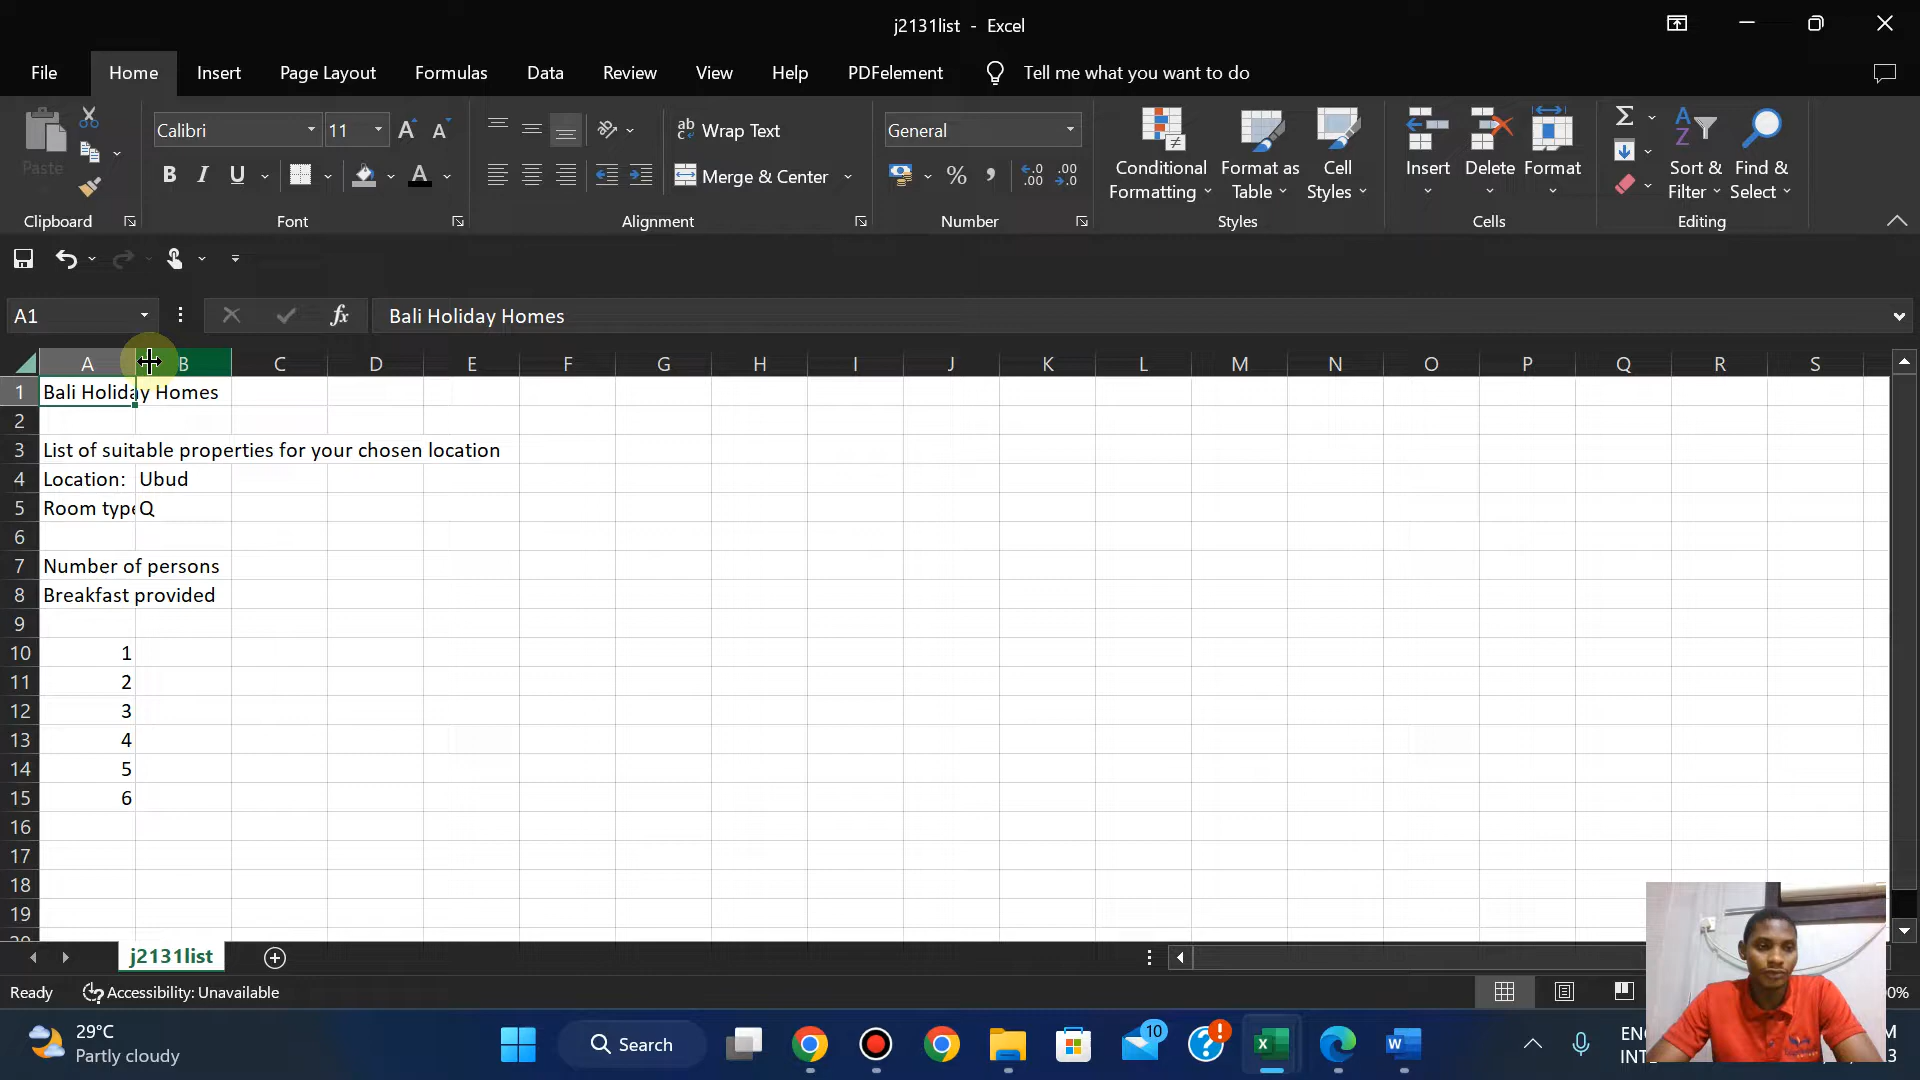 j2131list - Excel
File Home Insert Page Layout Formulas Data Review View Help PDFelement Tell me what you want to do
Paste
Calibri 11
Wrap Text
General
B I U A
Merge & Center
% , .00 .00
Conditional Formatting
Format as Table
Cell Styles
Insert Delete Format
Sort & Filter
Find & Select
Clipboard Font Alignment Number Styles Cells Editing
A1 fx Bali Holiday Homes
A B C D E F G H I J K L M N O P Q R S
1 Bali Holiday Homes
2
3 List of suitable properties for your chosen location
4 Location: Ubud
5 Room type Q
6
7 Number of persons
8 Breakfast provided
9
10 1
11 2
12 3
13 4
14 5
15 6
16
17
18
19
j2131list
Ready Accessibility: Unavailable
29°C
Partly cloudy
Search
10